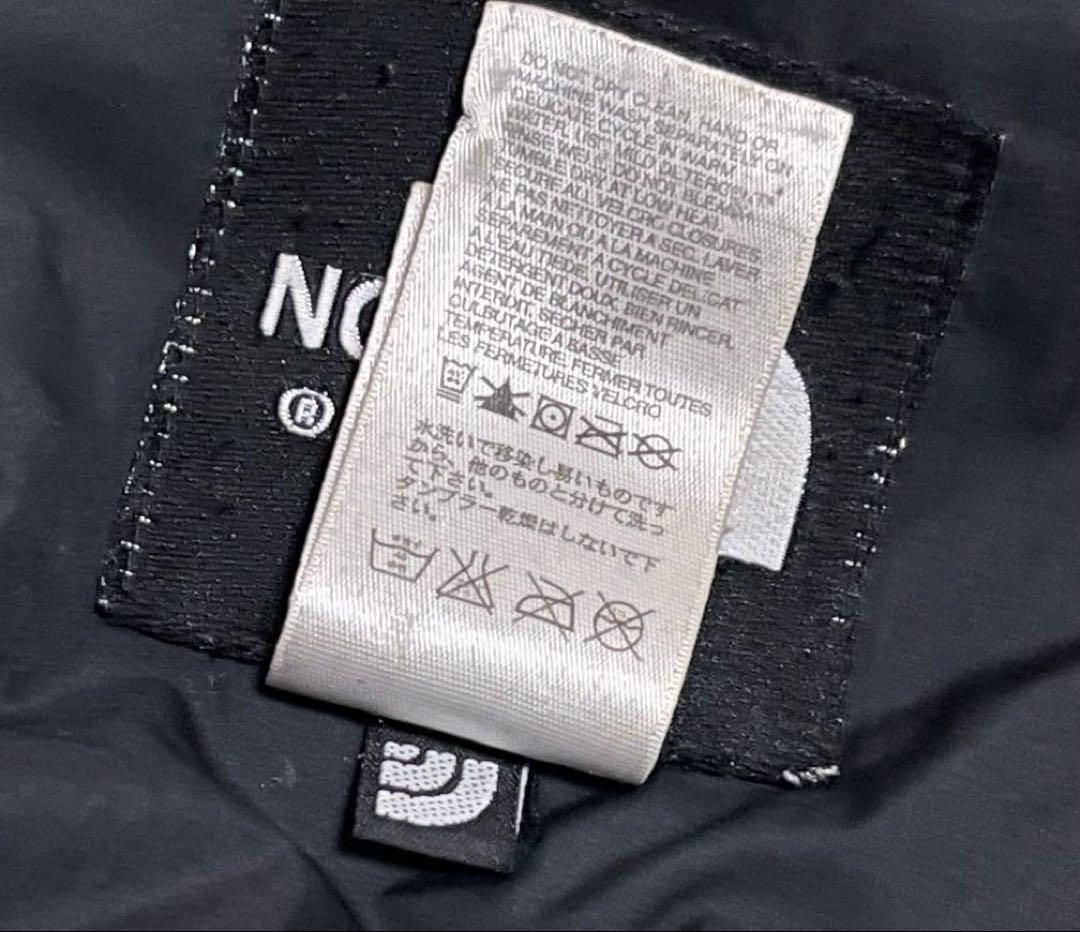 DO NOT DRY CLEAN, HAND OR
MACHINE WASH SEPARATELY ON
DELICATE CYCLE IN WARM
WATER, USE MILD DETERGENT,
RINSE WELL, DO NOT BLEACH,
TUMBLE DRY AT LOW HEAT,
SECURE ALL VELCRO CLOSURES.
NE PAS NETTOYER A SEC. LAVER
A LA MAIN OU A LA MACHINE
SEPAREMENT A CYCLE DELICAT
A L'EAU TIEDE. UTILISER UN
DETERGENT DOUX. BIEN RINCER,
AGENT DE BLANCHIMENT
INTERDIT. SECHER PAR
CULBUTAGE A BASSE
TEMPERATURE. FERMER TOUTES
LES FERMETURES VELCRO
水洗いで移染し易いものです
から、他のものと分けて洗っ
て下さい。
タンブラー乾燥はしないで下
さい。
NO
®